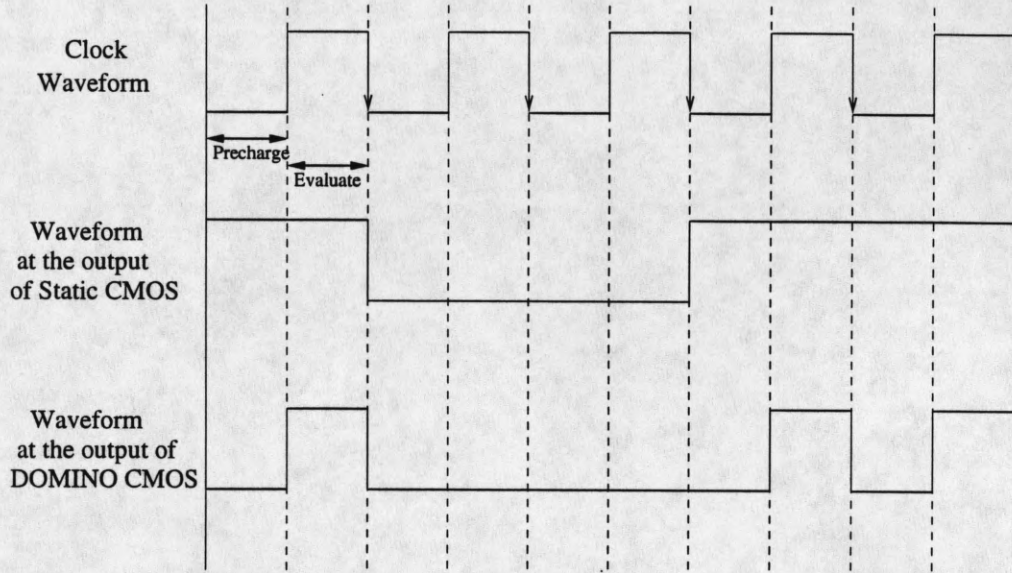 Clock
Waveform
Precharge
Evaluate
Waveform
at the output
of Static CMOS
Waveform
at the output of
DOMINO CMOS